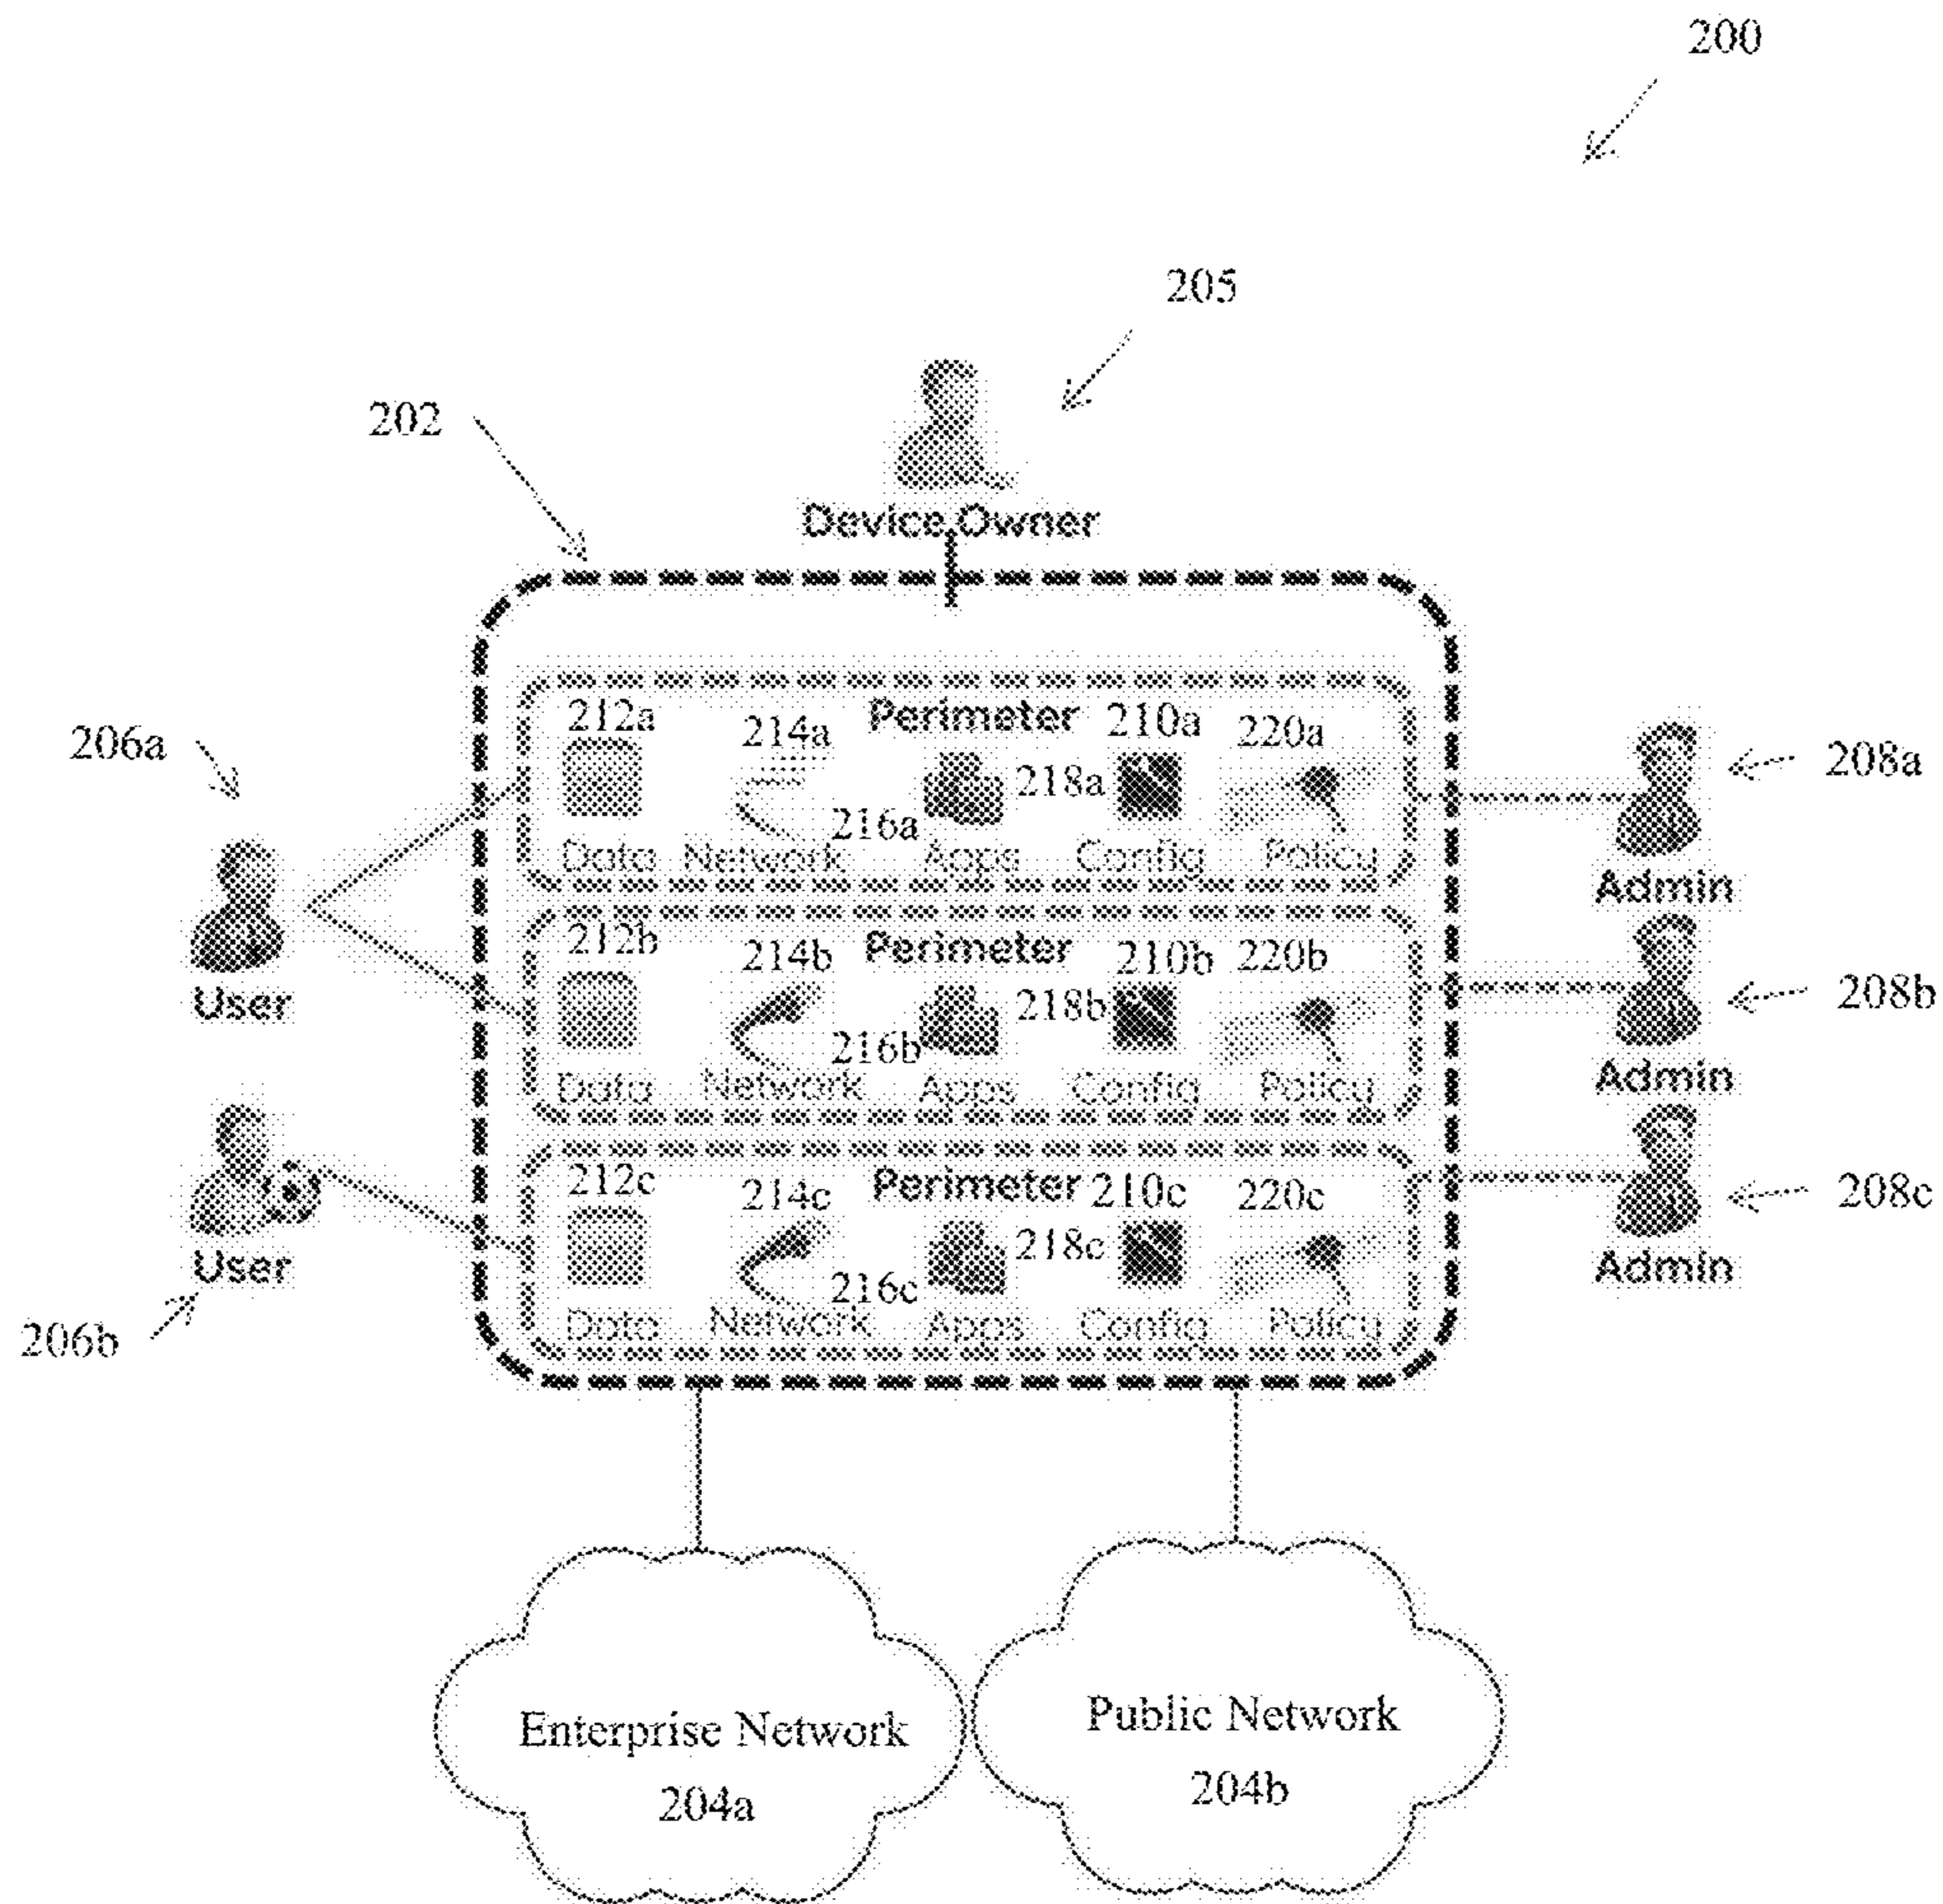 200
205
202
Device Owner
212a 214a Perimeter 210a 220a
206a
218a
208a
216a
Data Network Apps Config Policy
Admin
212b 214b Perimeter 210b 220b
User
218b
208b
216b
Data Network Apps Config Policy
Admin
212c 214c Perimeter 210c 220c
218c
208c
User
216c
Admin
206b
Data Network Apps Config Policy
Enterprise Network
204a
Public Network
204b